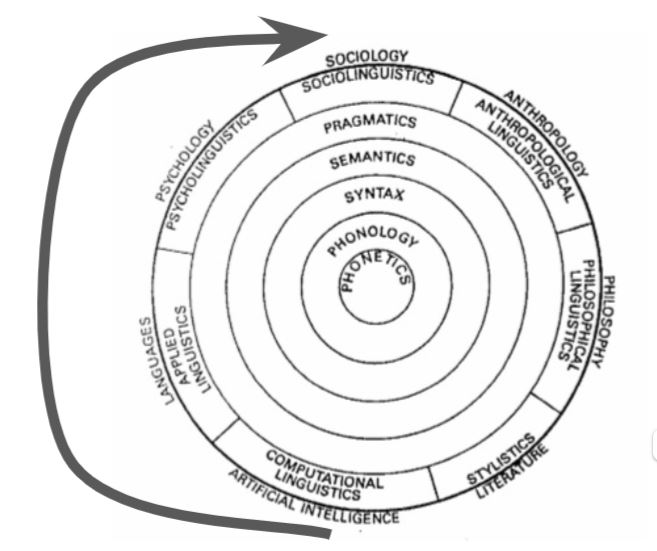 SOCIOLOGY
SOCIOLINGUISTICS
ANTHROPOLOGY
ANTHROPOLOGICAL
LINGUISTICS
PHILOSOPHY
PHILOSOPHICAL
LINGUISTICS
STYLISTICS
LITERATURE
COMPUTATIONAL
LINGUISTICS
ARTIFICIAL INTELLIGENCE
LANGUAGES
APPLIED
LINGUISTICS
PSYCHOLOGY
PSYCHOLINGUISTICS
PRAGMATICS
SEMANTICS
SYNTAX
PHONOLOGY
PHONETICS